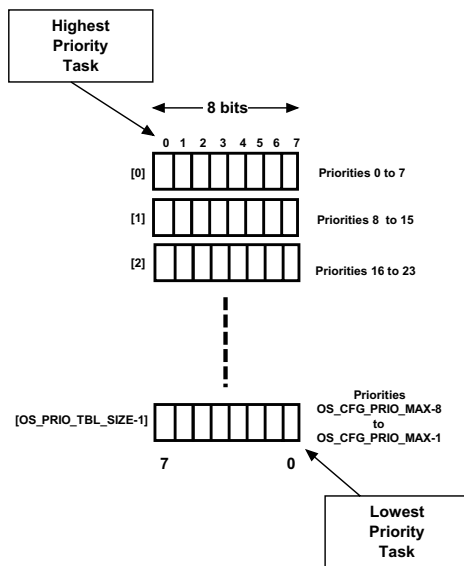 Highest
Priority
Task
8 bits
0 1 2 3 4 5 6 7
[0] Priorities 0 to 7
[1] Priorities 8 to 15
[2] Priorities 16 to 23
[OS_PRIO_TBL_SIZE-1]
Priorities
OS_CFG_PRIO_MAX-8
to
OS_CFG_PRIO_MAX-1
7 0
Lowest
Priority
Task